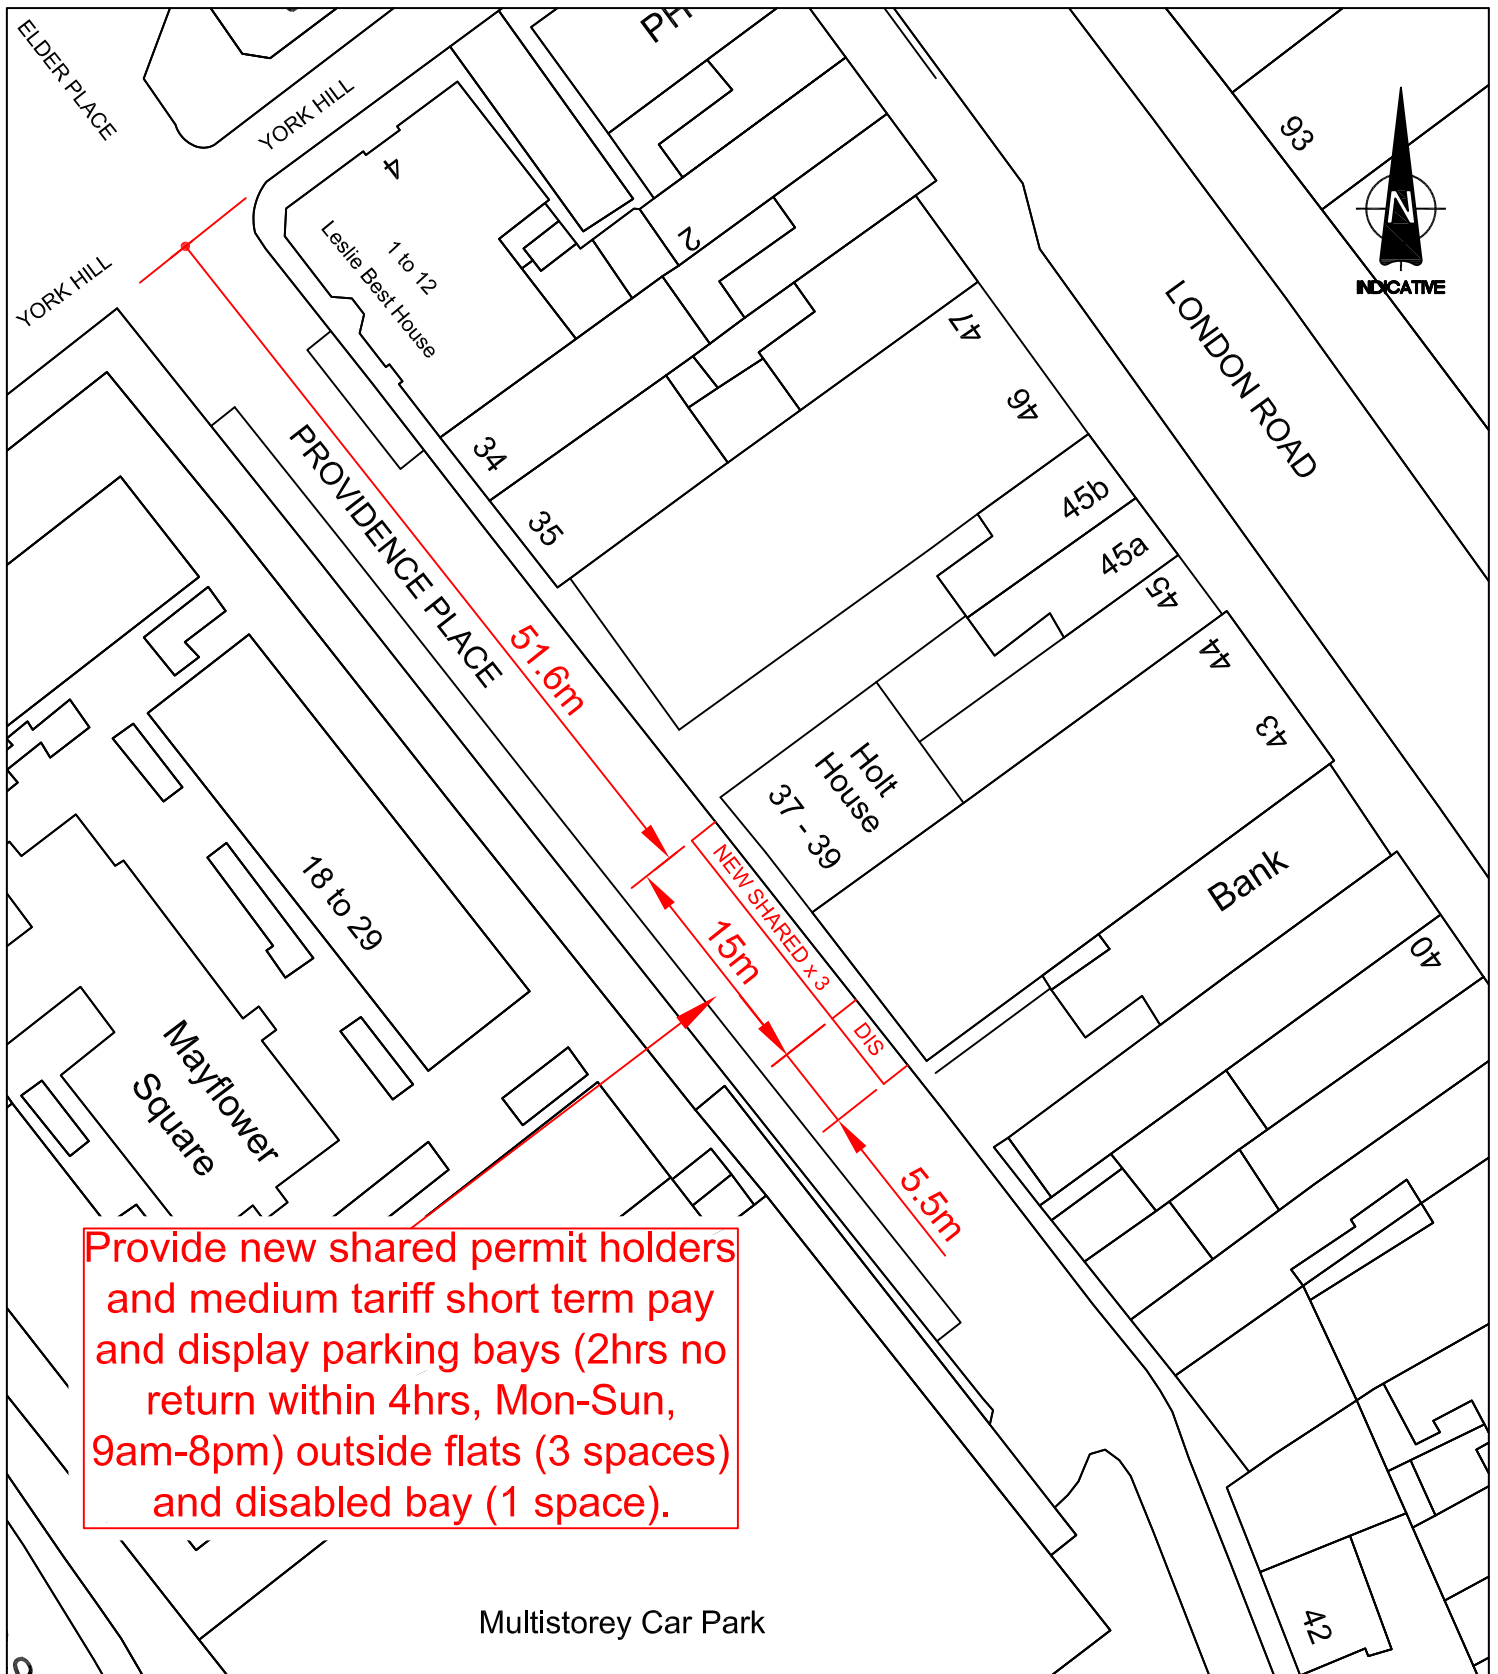 ELDER PLACE
YORK HILL
PH
93
N
INDICATIVE
4
1 to 12
Leslie Best House
2
YORK HILL
47
LONDON ROAD
46
34
35
45b
45a
45
PROVIDENCE PLACE
44
43
51.6m
Holt
House
37 - 39
NEW SHARED x 3
Bank
18 to 29
15m
40
DIS
Mayflower
Square
5.5m
Provide new shared permit holders
and medium tariff short term pay
and display parking bays (2hrs no
return within 4hrs, Mon-Sun,
9am-8pm) outside flats (3 spaces)
and disabled bay (1 space).
Multistorey Car Park
42